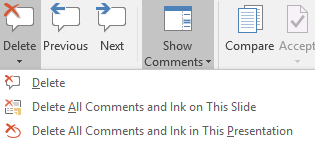 Delete Previous Next Show Comments Compare Accept
Delete
Delete All Comments and Ink on This Slide
Delete All Comments and Ink in This Presentation